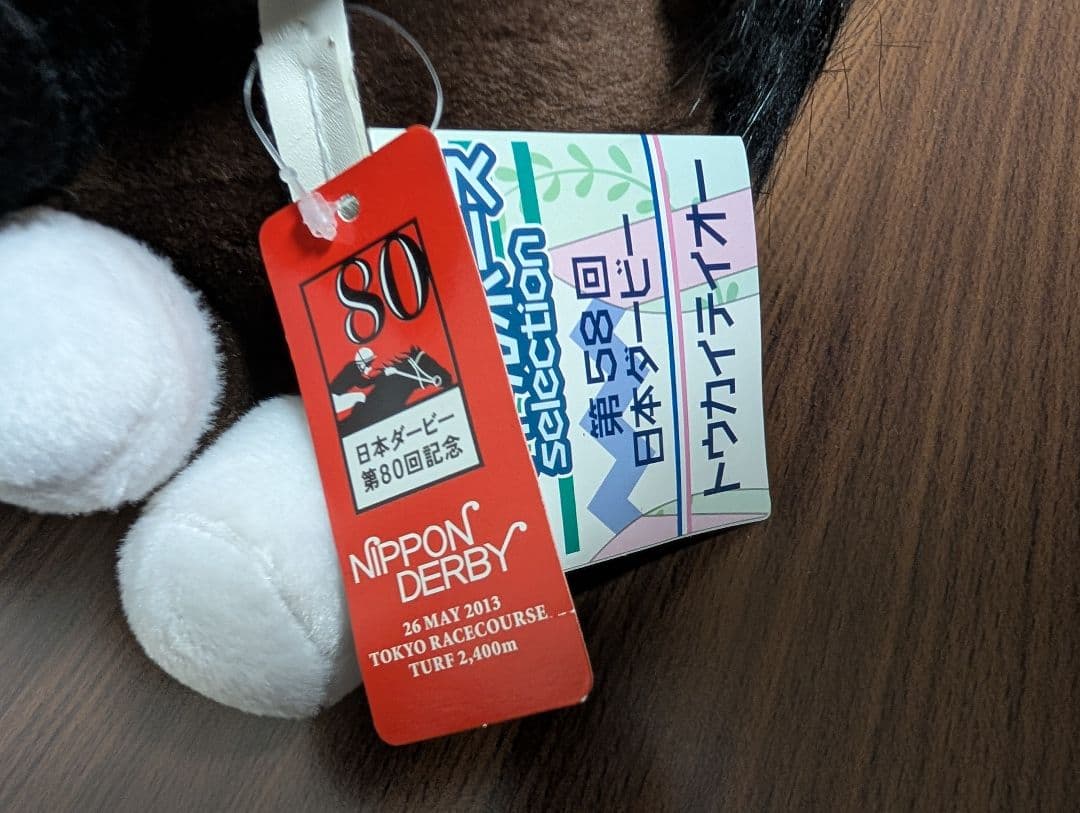 80
日本ダービー
第80回記念
NIPPON
DERBY
26 MAY 2013
TOKYO RACECOURSE
TURF 2,400m
selection
第58回
日本ダービー
トウカイテイオー